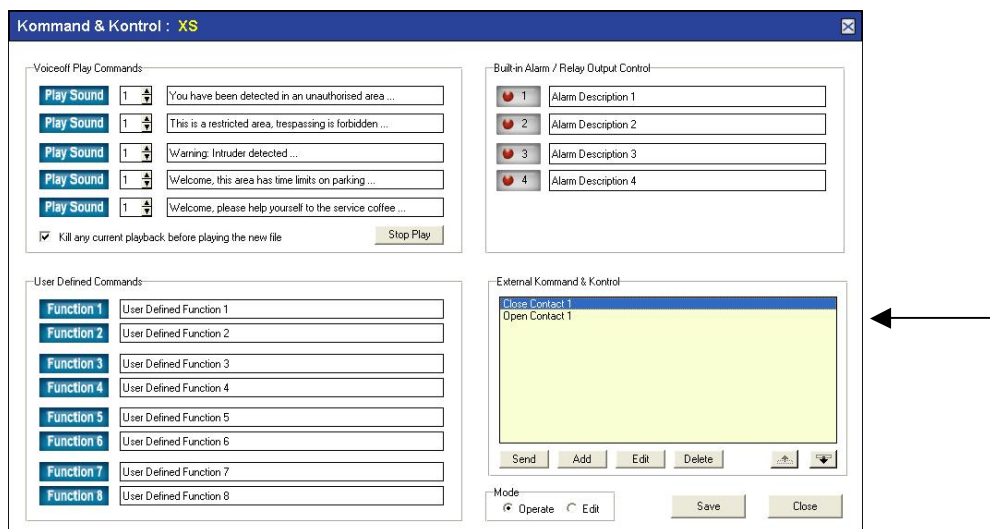 Kommand & Kontrol : XS
Voiceoff Play Commands
Play Sound 1 You have been detected in an unauthorised area ...
Play Sound 1 This is a restricted area, trespassing is forbidden ...
Play Sound 1 Warning: Intruder detected ...
Play Sound 1 Welcome, this area has time limits on parking ...
Play Sound 1 Welcome, please help yourself to the service coffee ...
Kill any current playback before playing the new file Stop Play
Built-in Alarm / Relay Output Control
1 Alarm Description 1
2 Alarm Description 2
3 Alarm Description 3
4 Alarm Description 4
User Defined Commands
Function 1 User Defined Function 1
Function 2 User Defined Function 2
Function 3 User Defined Function 3
Function 4 User Defined Function 4
Function 5 User Defined Function 5
Function 6 User Defined Function 6
Function 7 User Defined Function 7
Function 8 User Defined Function 8
External Kommand & Kontrol
Close Contact 1
Open Contact 1
Send Add Edit Delete
Mode
Operate Edit Save Close